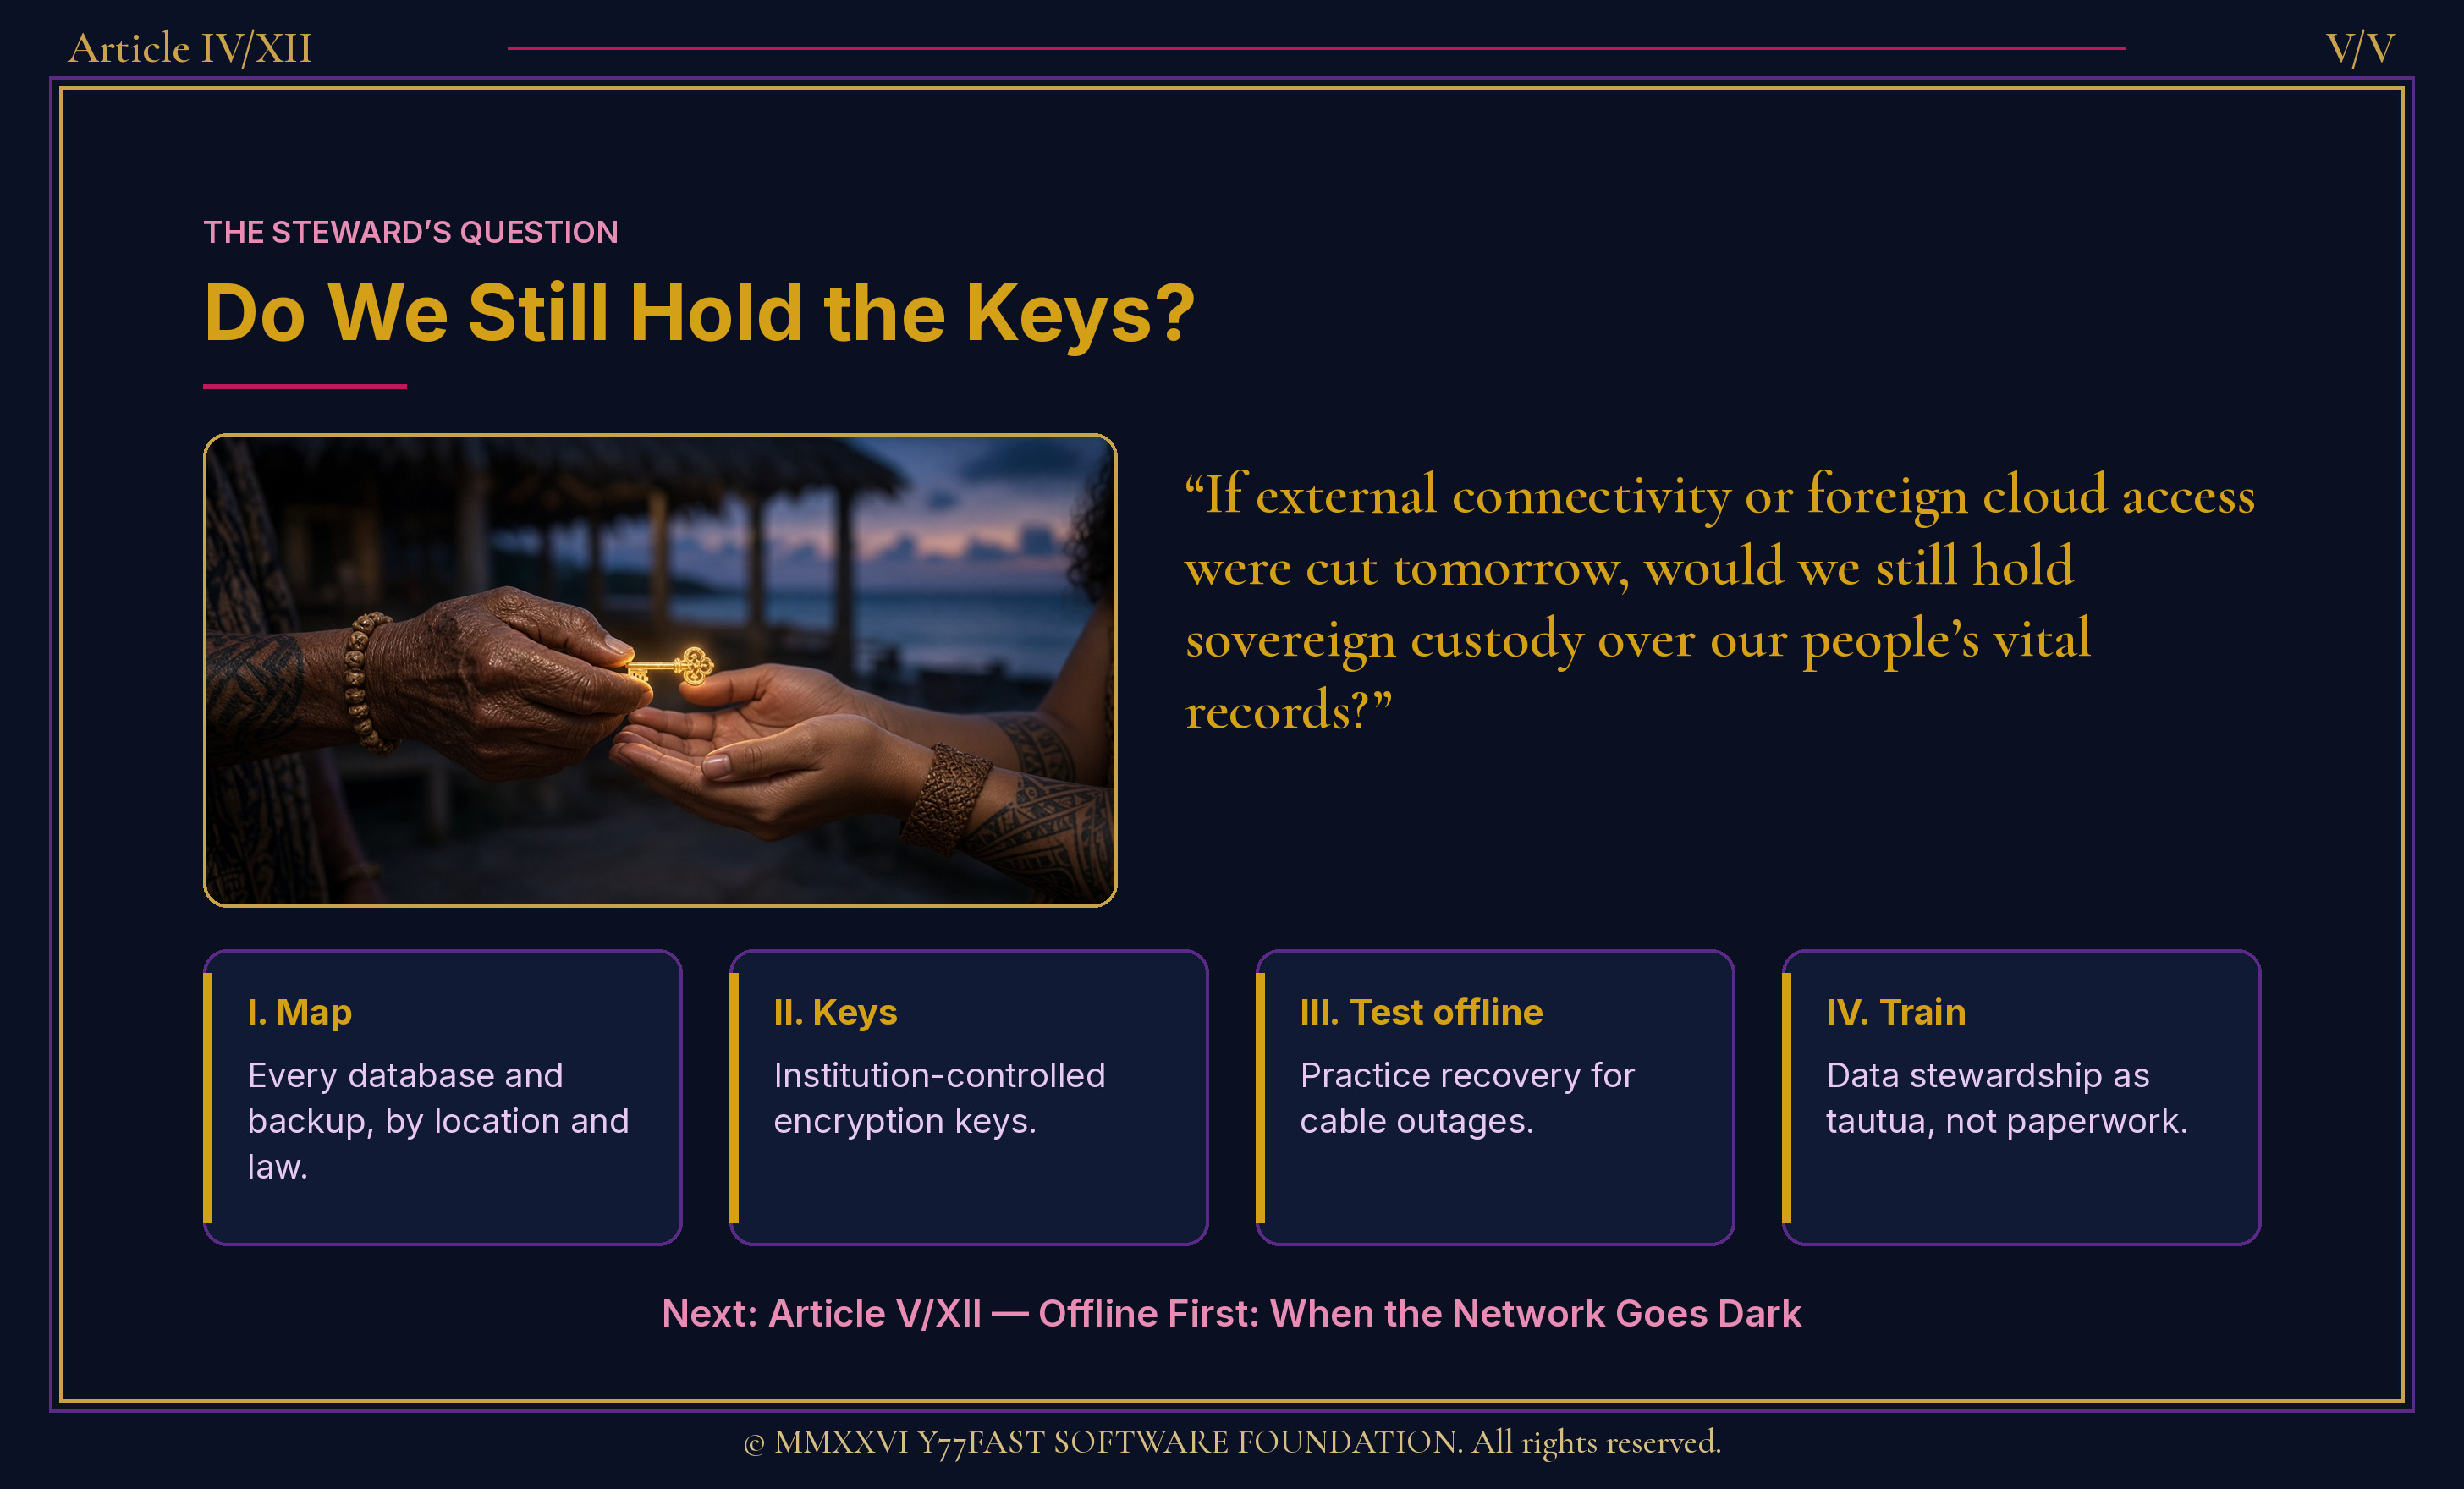 Article IV/XII
V/V
THE STEWARD’S QUESTION
Do We Still Hold the Keys?
“If external connectivity or foreign cloud access
were cut tomorrow, would we still hold
sovereign custody over our people’s vital
records?”
I. Map
Every database and
backup, by location and
law.
II. Keys
Institution-controlled
encryption keys.
III. Test offline
Practice recovery for
cable outages.
IV. Train
Data stewardship as
tautua, not paperwork.
Next: Article V/XII — Offline First: When the Network Goes Dark
© MMXXVI Y77FAST SOFTWARE FOUNDATION. All rights reserved.